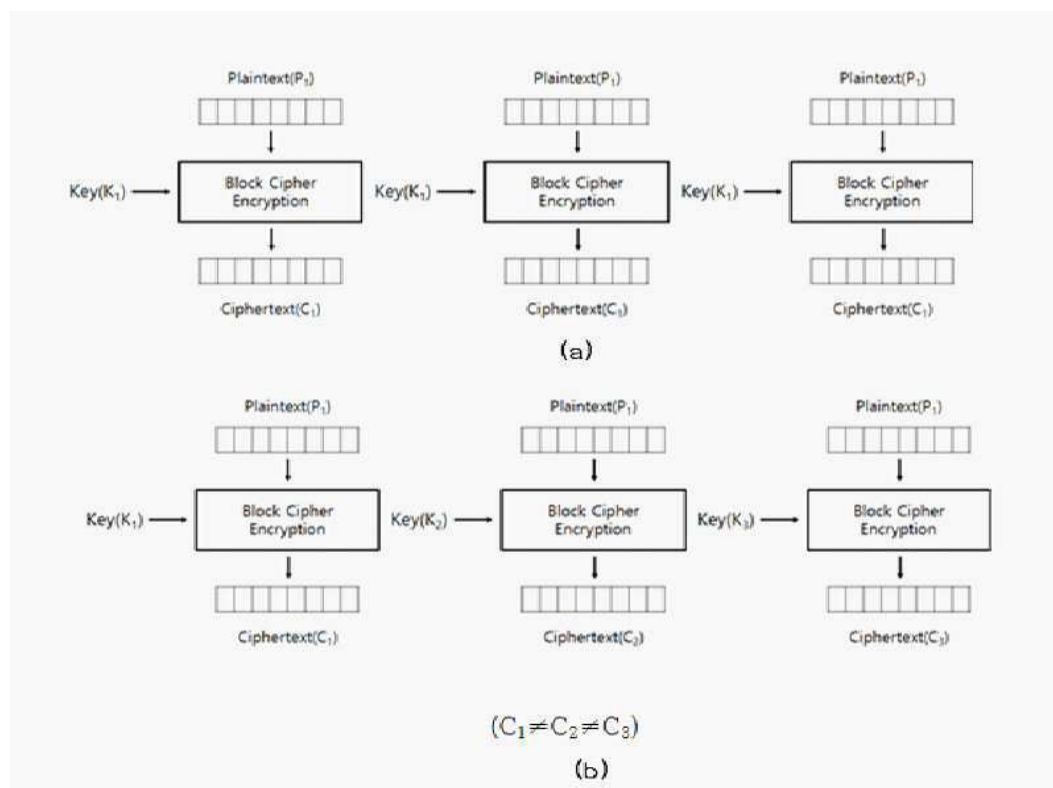 Plaintext(P₁) Plaintext(P₁) Plaintext(P₁)
Key(K₁) Block Cipher Encryption Key(K₁) Block Cipher Encryption Key(K₁) Block Cipher Encryption
Ciphertext(C₁) Ciphertext(C₁) Ciphertext(C₁)
(a)
Plaintext(P₁) Plaintext(P₁) Plaintext(P₁)
Key(K₁) Block Cipher Encryption Key(K₂) Block Cipher Encryption Key(K₃) Block Cipher Encryption
Ciphertext(C₁) Ciphertext(C₂) Ciphertext(C₃)
(C₁≠C₂≠C₃)
(b)